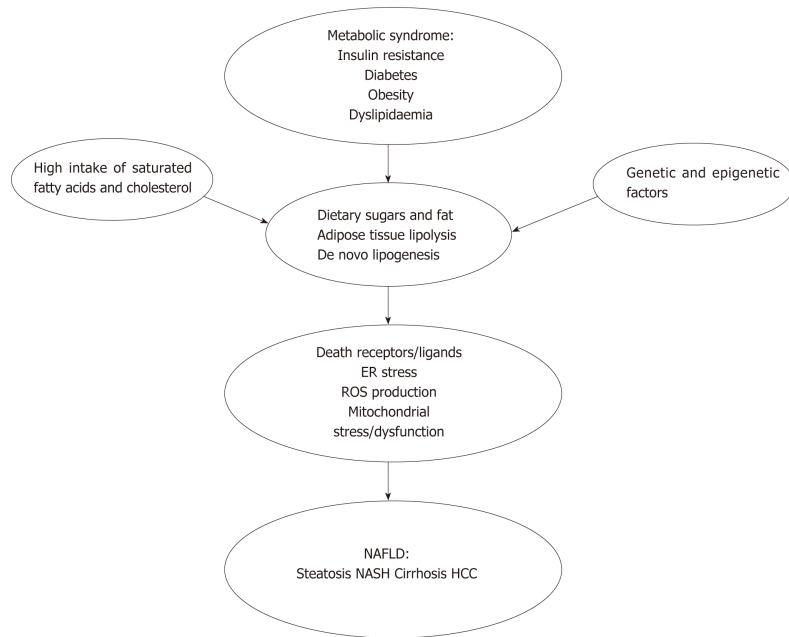 Metabolic syndrome:
Insulin resistance
Diabetes
Obesity
Dyslipidaemia
High intake of saturated
fatty acids and cholesterol
Genetic and epigenetic
factors
Dietary sugars and fat
Adipose tissue lipolysis
De novo lipogenesis
Death receptors/ligands
ER stress
ROS production
Mitochondrial
stress/dysfunction
NAFLD:
Steatosis NASH Cirrhosis HCC